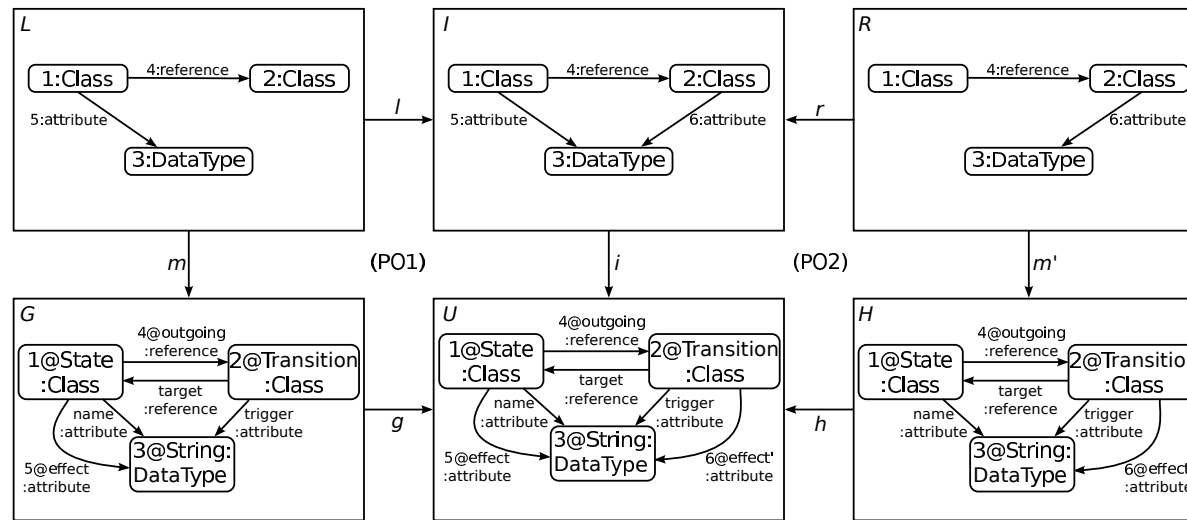 L
1:Class
4:reference
2:Class
5:attribute
3:DataType
l
I
1:Class
4:reference
2:Class
5:attribute
6:attribute
3:DataType
r
R
1:Class
4:reference
2:Class
6:attribute
3:DataType
m
(PO1)
i
(PO2)
m'
G
4@outgoing
:reference
1@State
:Class
2@Transition
:Class
target
:reference
name
:attribute
trigger
:attribute
3@String:
DataType
5@effect
:attribute
g
U
4@outgoing
:reference
1@State
:Class
2@Transition
:Class
target
:reference
name
:attribute
trigger
:attribute
3@String:
DataType
5@effect
:attribute
6@effect'
:attribute
h
H
4@outgoing
:reference
1@State
:Class
2@Transition
:Class
target
:reference
name
:attribute
trigger
:attribute
3@String:
DataType
6@effect'
:attribute